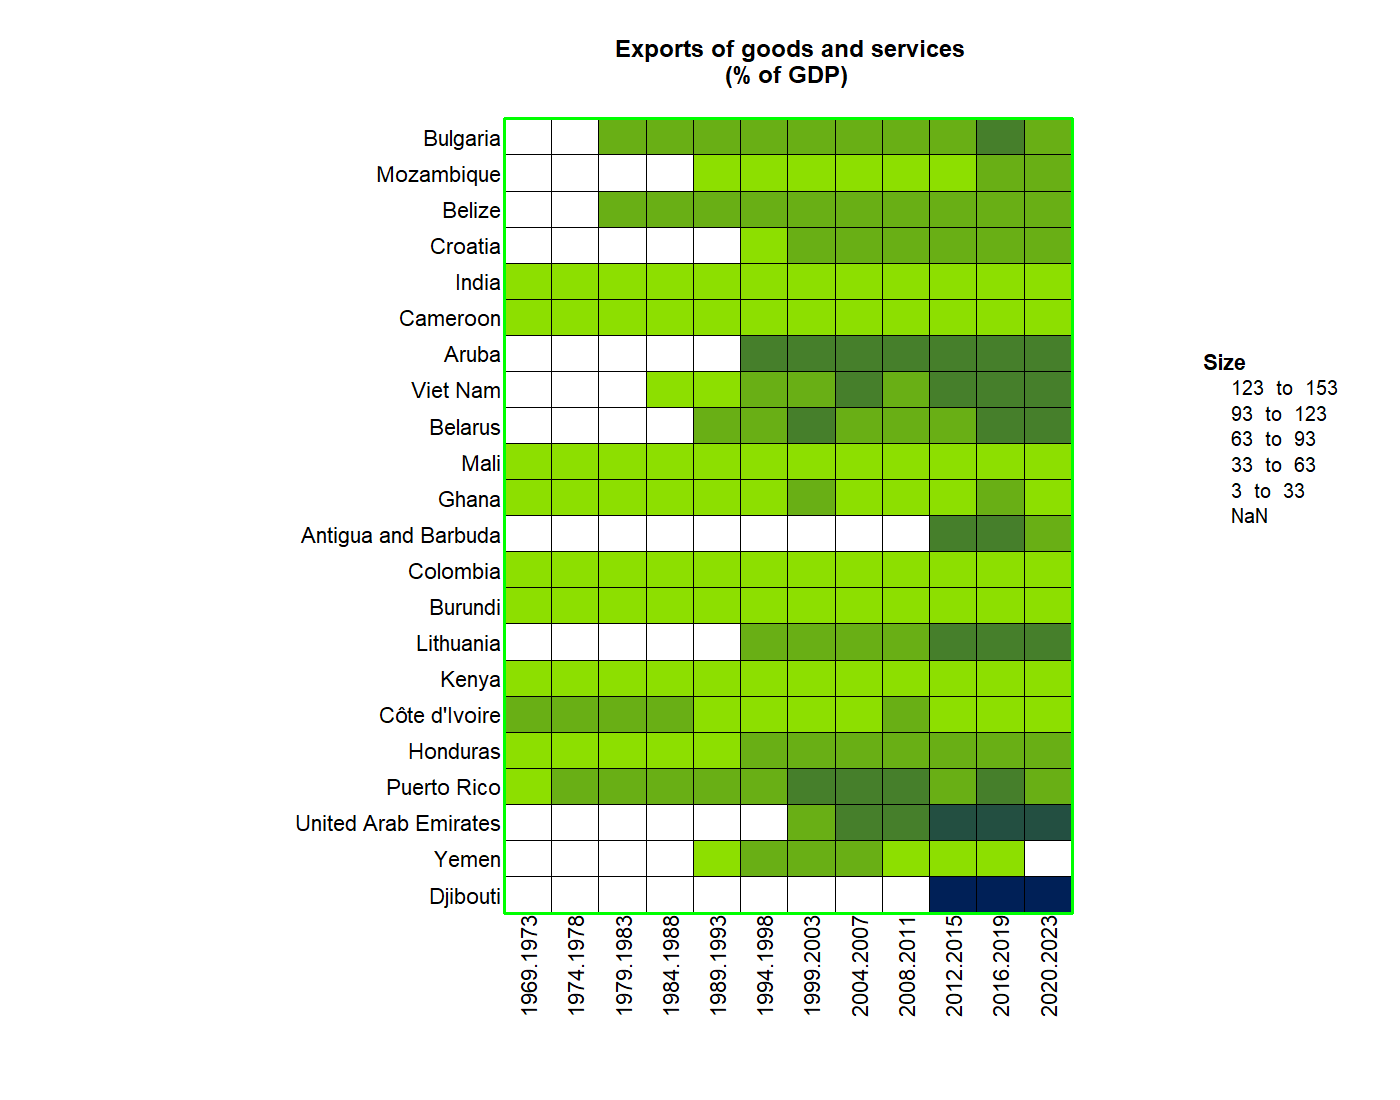 Exports of goods and services
(% of GDP)
Bulgaria
Mozambique
Belize
Croatia
India
Cameroon
Aruba
Viet Nam
Belarus
Mali
Ghana
Antigua and Barbuda
Colombia
Burundi
Lithuania
Kenya
Côte d'Ivoire
Honduras
Puerto Rico
United Arab Emirates
Yemen
Djibouti
1969.1973
1974.1978
1979.1983
1984.1988
1989.1993
1994.1998
1999.2003
2004.2007
2008.2011
2012.2015
2016.2019
2020.2023
Size
123 to 153
93 to 123
63 to 93
33 to 63
3 to 33
NaN